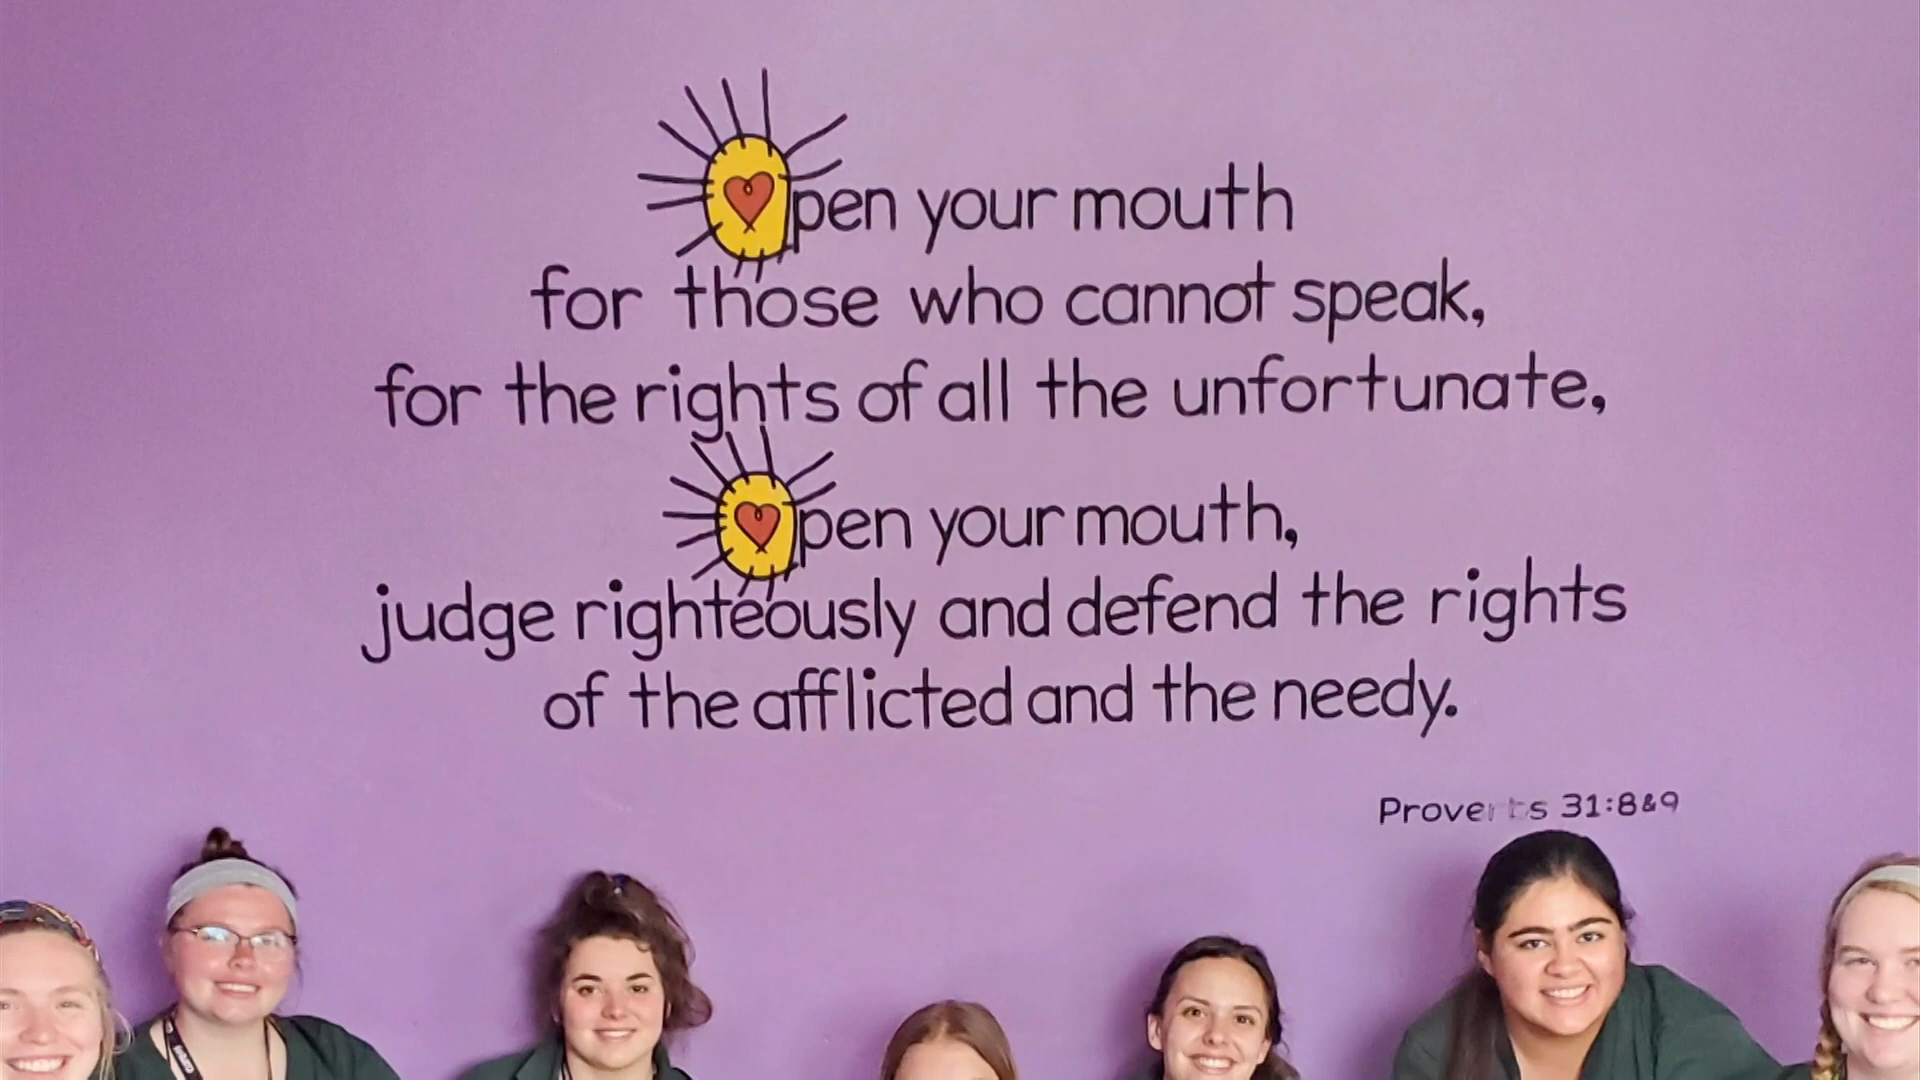 Open your mouth
for those who cannot speak,
for the rights of all the unfortunate,
Open your mouth,
judge righteously and defend the rights
of the afflicted and the needy.
Proverbs 31:8&9